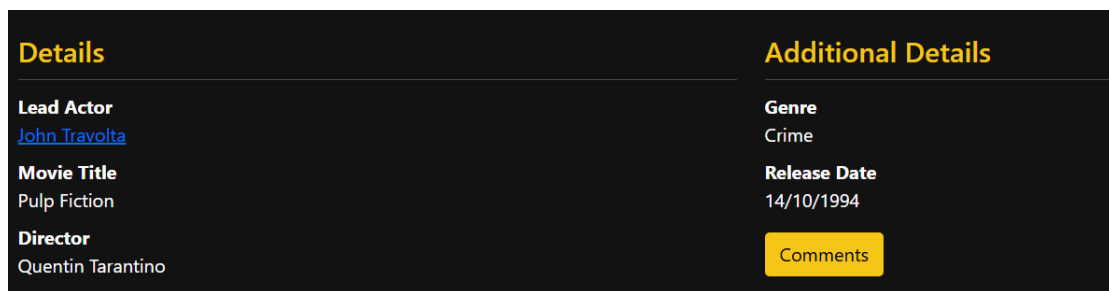 Details
Lead Actor
John Travolta
Movie Title
Pulp Fiction
Director
Quentin Tarantino
Additional Details
Genre
Crime
Release Date
14/10/1994
Comments